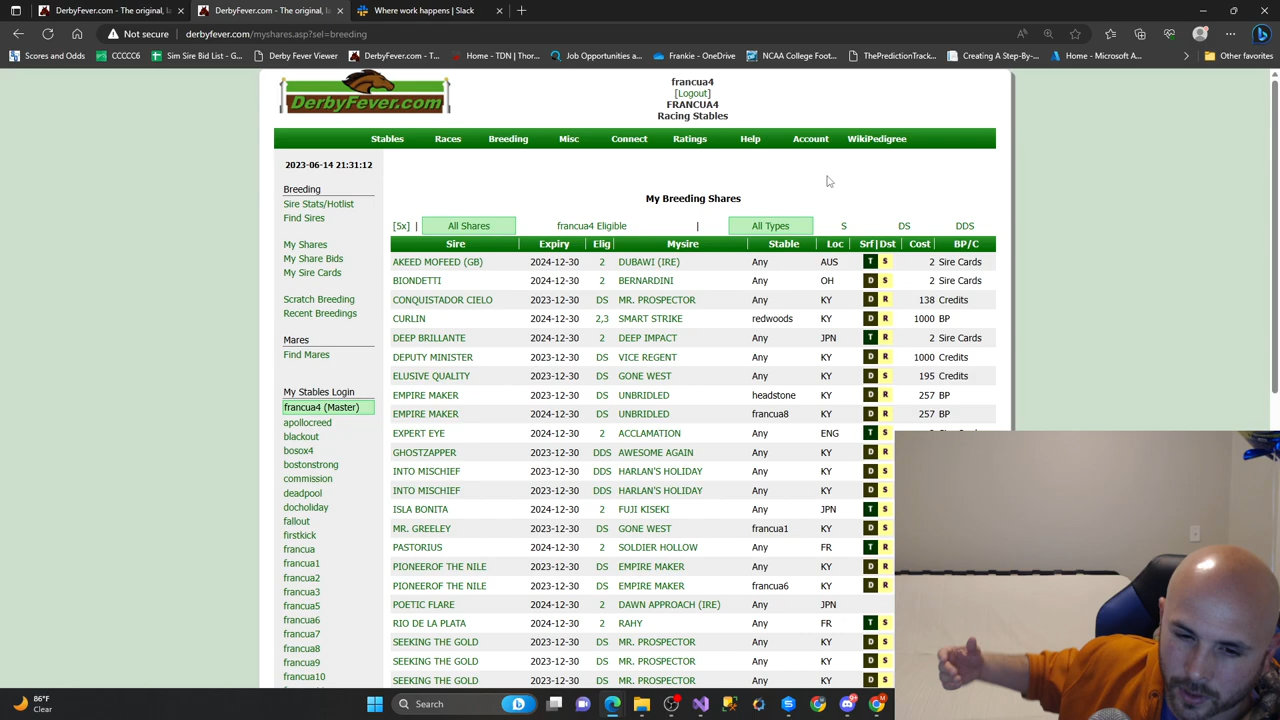 DerbyFever.com - The original, la
DerbyFever.com - The original, la
Where work happens | Slack
Not secure
derbyfever.com/myshares.asp?sel=breeding
Scores and Odds
CCCCC6
Sim Sire Bid List - G...
Derby Fever Viewer
DerbyFever.com - T...
Home - TDN | Thor...
Job Opportunities a...
Frankie - OneDrive
NCAA College Foot...
ThePredictionTrack...
Creating A Step-By-...
Home - Microsoft A...
Other favorites
DerbyFever.com
francua4
[Logout]
FRANCUA4
Racing Stables
Stables Races Breeding Misc Connect Ratings Help Account WikiPedigree
2023-06-14 21:31:12
Breeding
Sire Stats/Hotlist
Find Sires
My Shares
My Share Bids
My Sire Cards
Scratch Breeding
Recent Breedings
Mares
Find Mares
My Stables Login
francua4 (Master)
apollocreed
blackout
bosox4
bostonstrong
commission
deadpool
docholiday
fallout
firstkick
francua
francua1
francua2
francua3
francua5
francua6
francua7
francua8
francua9
francua10
My Breeding Shares
[5x] | All Shares francua4 Eligible | All Types S DS DDS
Sire Expiry Elig Mysire Stable Loc Srf|Dst Cost BP/C
AKEED MOFEED (GB) 2024-12-30 2 DUBAWI (IRE) Any AUS T S 2 Sire Cards
BIONDETTI 2024-12-30 2 BERNARDINI Any OH D S 2 Sire Cards
CONQUISTADOR CIELO 2023-12-30 DS MR. PROSPECTOR Any KY D R 138 Credits
CURLIN 2024-12-30 2,3 SMART STRIKE redwoods KY D R 1000 BP
DEEP BRILLANTE 2024-12-30 2 DEEP IMPACT Any JPN T R 2 Sire Cards
DEPUTY MINISTER 2023-12-30 DS VICE REGENT Any KY D R 1000 Credits
ELUSIVE QUALITY 2024-12-30 DS GONE WEST Any KY D S 195 Credits
EMPIRE MAKER 2023-12-30 DS UNBRIDLED headstone KY D R 257 BP
EMPIRE MAKER 2024-12-30 DS UNBRIDLED francua8 KY D R 257 BP
EXPERT EYE 2024-12-30 2 ACCLAMATION Any ENG T S
GHOSTZAPPER 2024-12-30 DDS AWESOME AGAIN Any KY D R
INTO MISCHIEF 2023-12-30 DDS HARLAN'S HOLIDAY Any KY D S
INTO MISCHIEF 2023-12-30 DDS HARLAN'S HOLIDAY Any KY D S
ISLA BONITA 2024-12-30 2 FUJI KISEKI Any JPN T S
MR. GREELEY 2023-12-30 DS GONE WEST francua1 KY D S
PASTORIUS 2024-12-30 2 SOLDIER HOLLOW Any FR T R
PIONEEROF THE NILE 2023-12-30 DS EMPIRE MAKER Any KY D R
PIONEEROF THE NILE 2023-12-30 DS EMPIRE MAKER francua6 KY D R
POETIC FLARE 2024-12-30 2 DAWN APPROACH (IRE) Any JPN
RIO DE LA PLATA 2024-12-30 2 RAHY Any FR T S
SEEKING THE GOLD 2023-12-30 DS MR. PROSPECTOR Any KY D S
SEEKING THE GOLD 2023-12-30 DS MR. PROSPECTOR Any KY D S
SEEKING THE GOLD 2024-12-30 DS MR. PROSPECTOR Any KY D S
86°F
Clear
Search